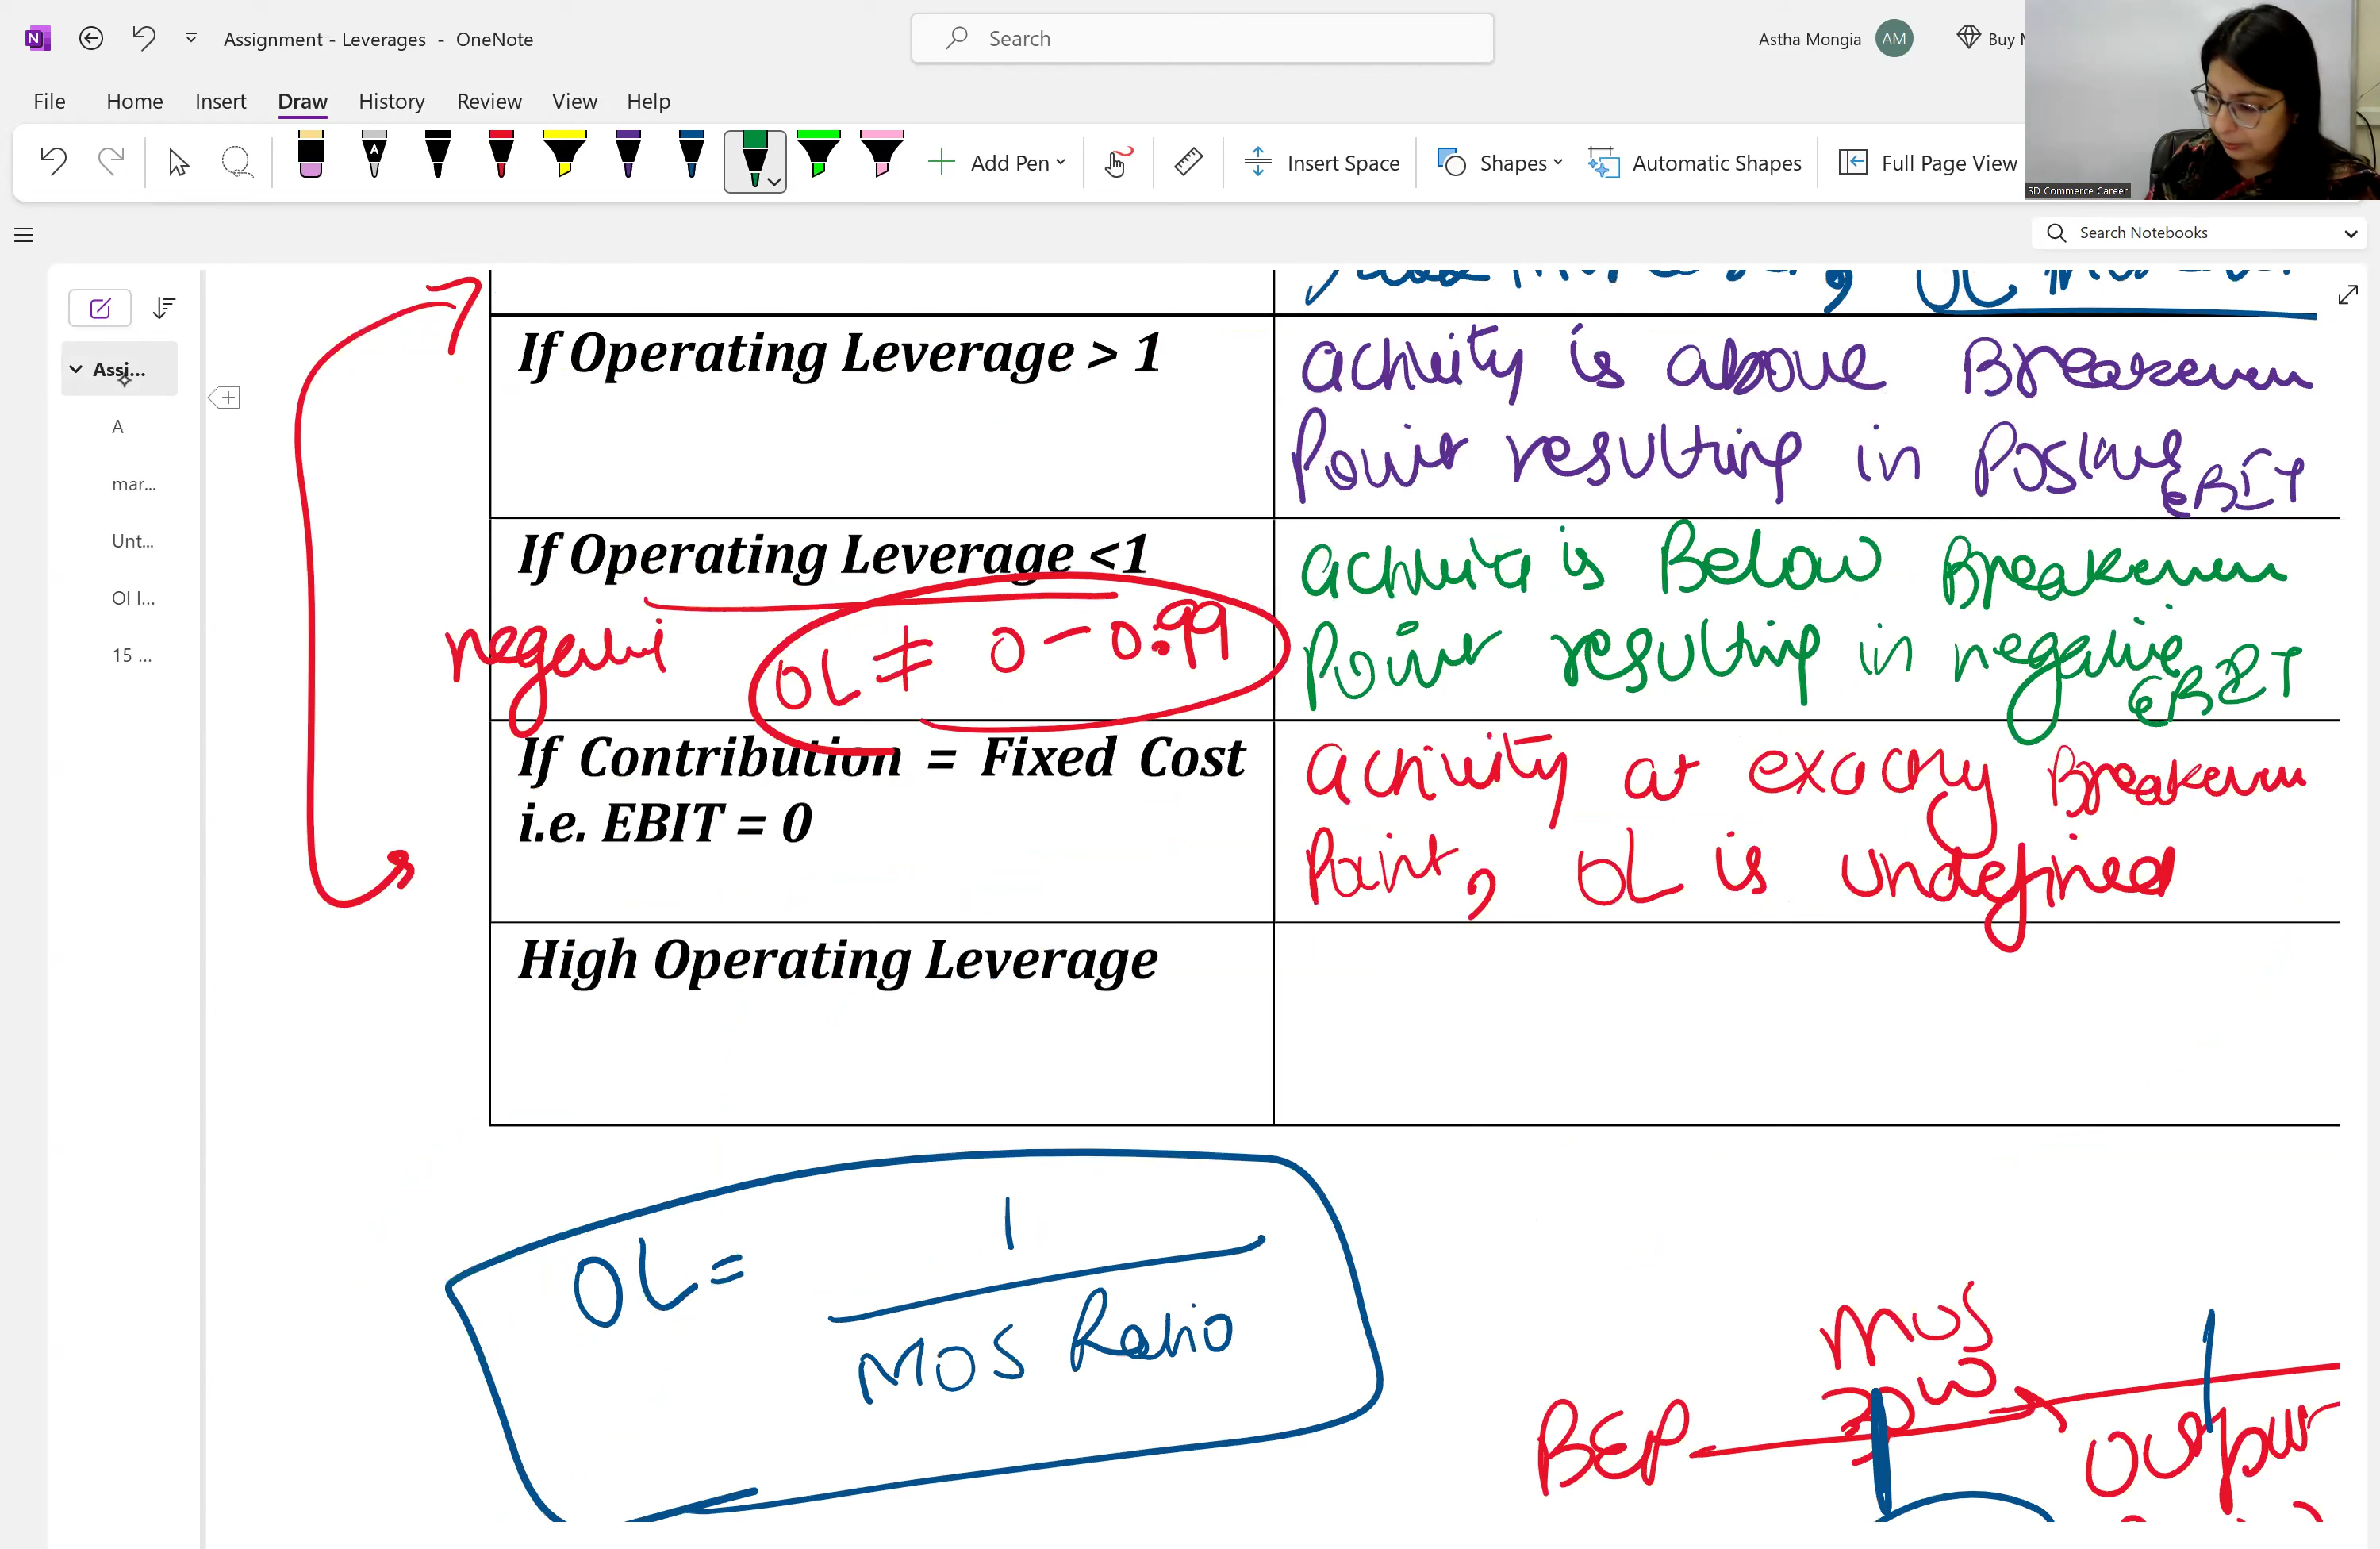 Assignment - Leverages - OneNote
Search
Astha Mongia AM
Buy
File Home Insert Draw History Review View Help
Add Pen
Insert Space
Shapes
Automatic Shapes
Full Page View
SD Commerce Career
Search Notebooks
Assi...
A
mar...
Unt...
OI I...
15 ...
If Operating Leverage > 1
activity is above Breakeven
Point resulting in Positive EBIT
If Operating Leverage <1
negative OL ≠ 0 - 0.99
activity is Below Breakeven
Point resulting in negative EBIT
If Contribution = Fixed Cost
i.e. EBIT = 0
activity at exactly Breakeven
Point, OL is undefined
High Operating Leverage
OL = 1
MOS Ratio
MOS
BEP
output